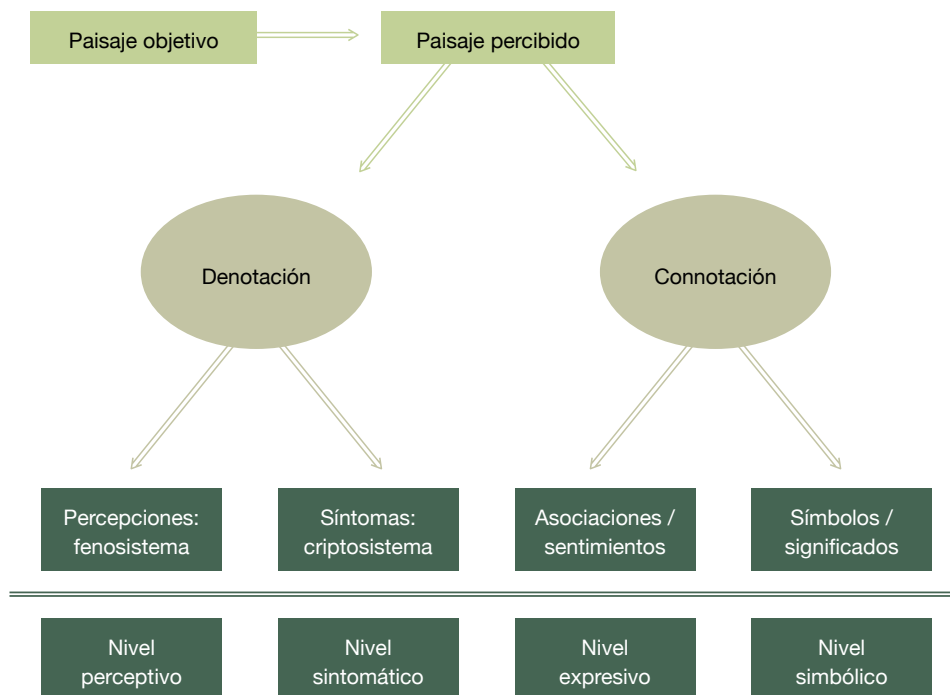 Paisaje objetivo
Paisaje percibido
Denotación
Connotación
Percepciones:
fenosistema
Síntomas:
criptosistema
Asociaciones /
sentimientos
Símbolos /
significados
Nivel
perceptivo
Nivel
sintomático
Nivel
expresivo
Nivel
simbólico